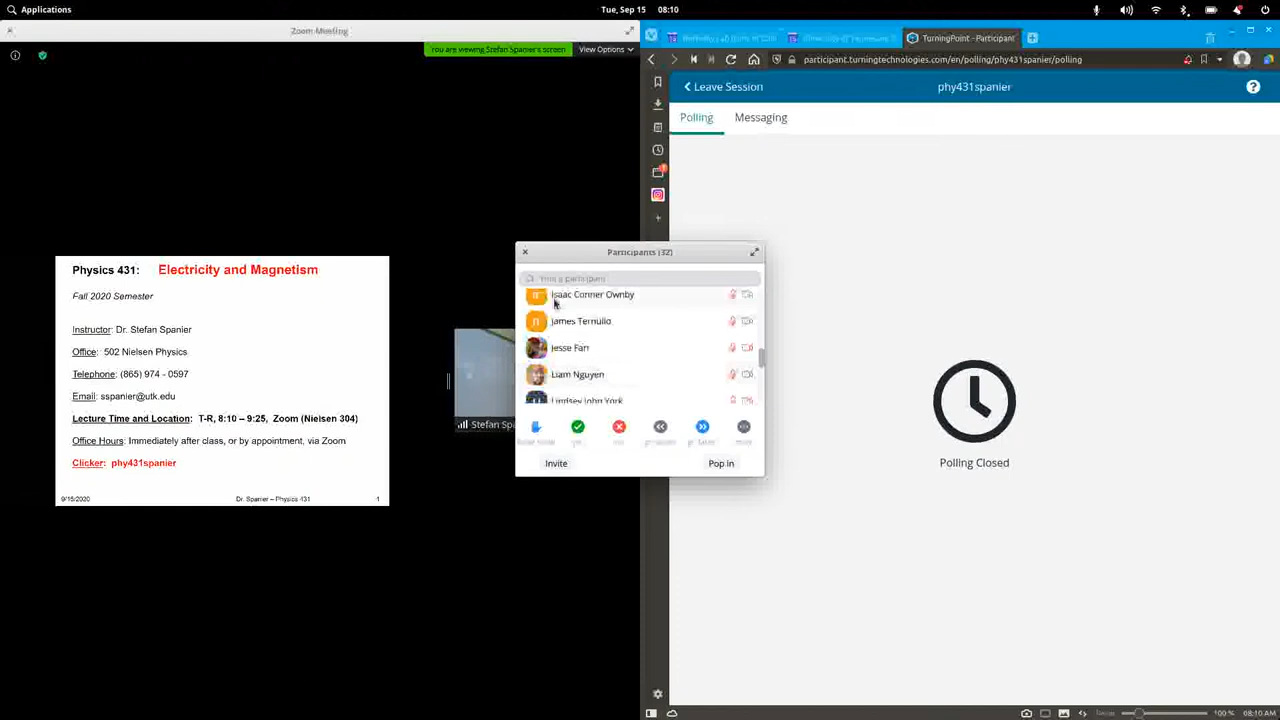 Applications
Tue, Sep 15 08:10
Zoom Meeting
You are viewing Stefan Spanier's screen
View Options
Physics 431: Electricity and Magnetism
Fall 2020 Semester
Instructor: Dr. Stefan Spanier
Office: 502 Nielsen Physics
Telephone: (865) 974 - 0597
Email: sspanier@utk.edu
Lecture Time and Location: T-R, 8:10 – 9:25, Zoom (Nielsen 304)
Office Hours: Immediately after class, or by appointment, via Zoom
Clicker: phy431spanier
9/15/2020
Dr. Spanier – Physics 431
1
Stefan Spa
Participants (32)
Find a participant
Isaac Conner Ownby
James Ternullo
Jesse Farr
Liam Nguyen
Lindsey John York
Invite
Pop In
TurningPoint - Participant
participant.turningtechnologies.com/en/polling/phy431spanier/polling
Leave Session
phy431spanier
Polling
Messaging
Polling Closed
100 %
08:10 AM